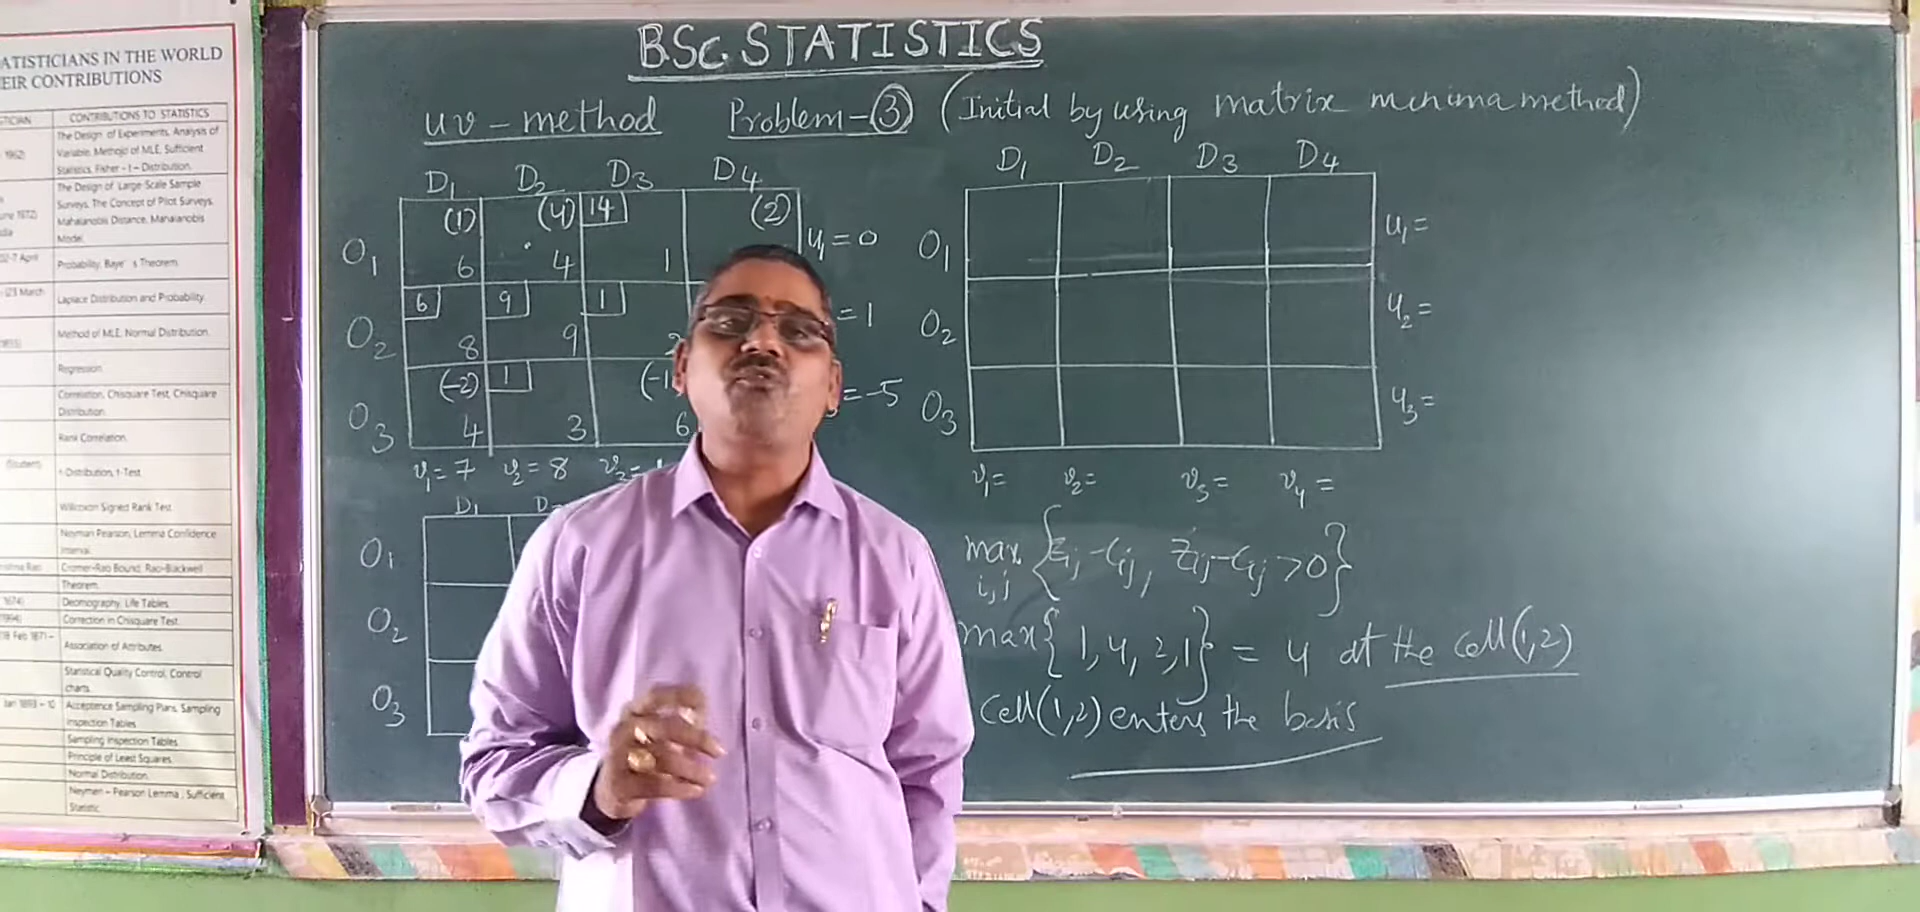 BSc. STATISTICS
uv - method Problem - 3 (Initial by using matrix minima method)
D1 D2 D3 D4
O1 (1) 6 (4) 4 14 1 (2) u1 = 0
O2 6 8 9 9 1 = 1
O3 (-2) 4 1 3 (-1 6 = -5
v1 = 7 v2 = 8
D1
O1
O2
O3
D1 D2 D3 D4
O1 u1 =
O2 u2 =
O3 u3 =
v1 = v2 = v3 = v4 =
max i,j { zij - cij, zij - cij > 0 }
max { 1, 4, 2, 1 } = 4 at the cell (1,2)
cell (1,2) enters the basis
ATISTICIANS IN THE WORLD
EIR CONTRIBUTIONS
CONTRIBUTIONS TO STATISTICS
The Design of Experiments, Analysis of
Variable, Method of MLE, Sufficient
Statistics, Fisher - t - Distribution.
The Design of Large Scale Sample
Surveys, The Concept of Pilot Surveys,
Mahalanobis Distance, Mahalanobis
Model.
Probability, Baye's Theorem.
Laplace Distribution and Probability.
Method of MLE, Normal Distribution.
Regression.
Correlation, Chisquare Test, Chisquare
Distribution.
Rank Correlation.
t-Distribution, t-Test.
Wilcoxon Signed Rank Test.
Neyman Pearson, Lemma Confidence
Interval.
Cromer-Rao Bound, Rao-Blackwell
Theorem.
Deomography, Life Tables.
Correction in Chisquare Test.
Association of Attributes.
Statistical Quality Control, Control
charts.
Acceptence Sampling Plans, Sampling
Inspection Tables.
Sampling Inspection Tables.
Principle of Least Squares.
Normal Distribution.
Neymen - Pearson Lemma, Sufficient
Statistic.